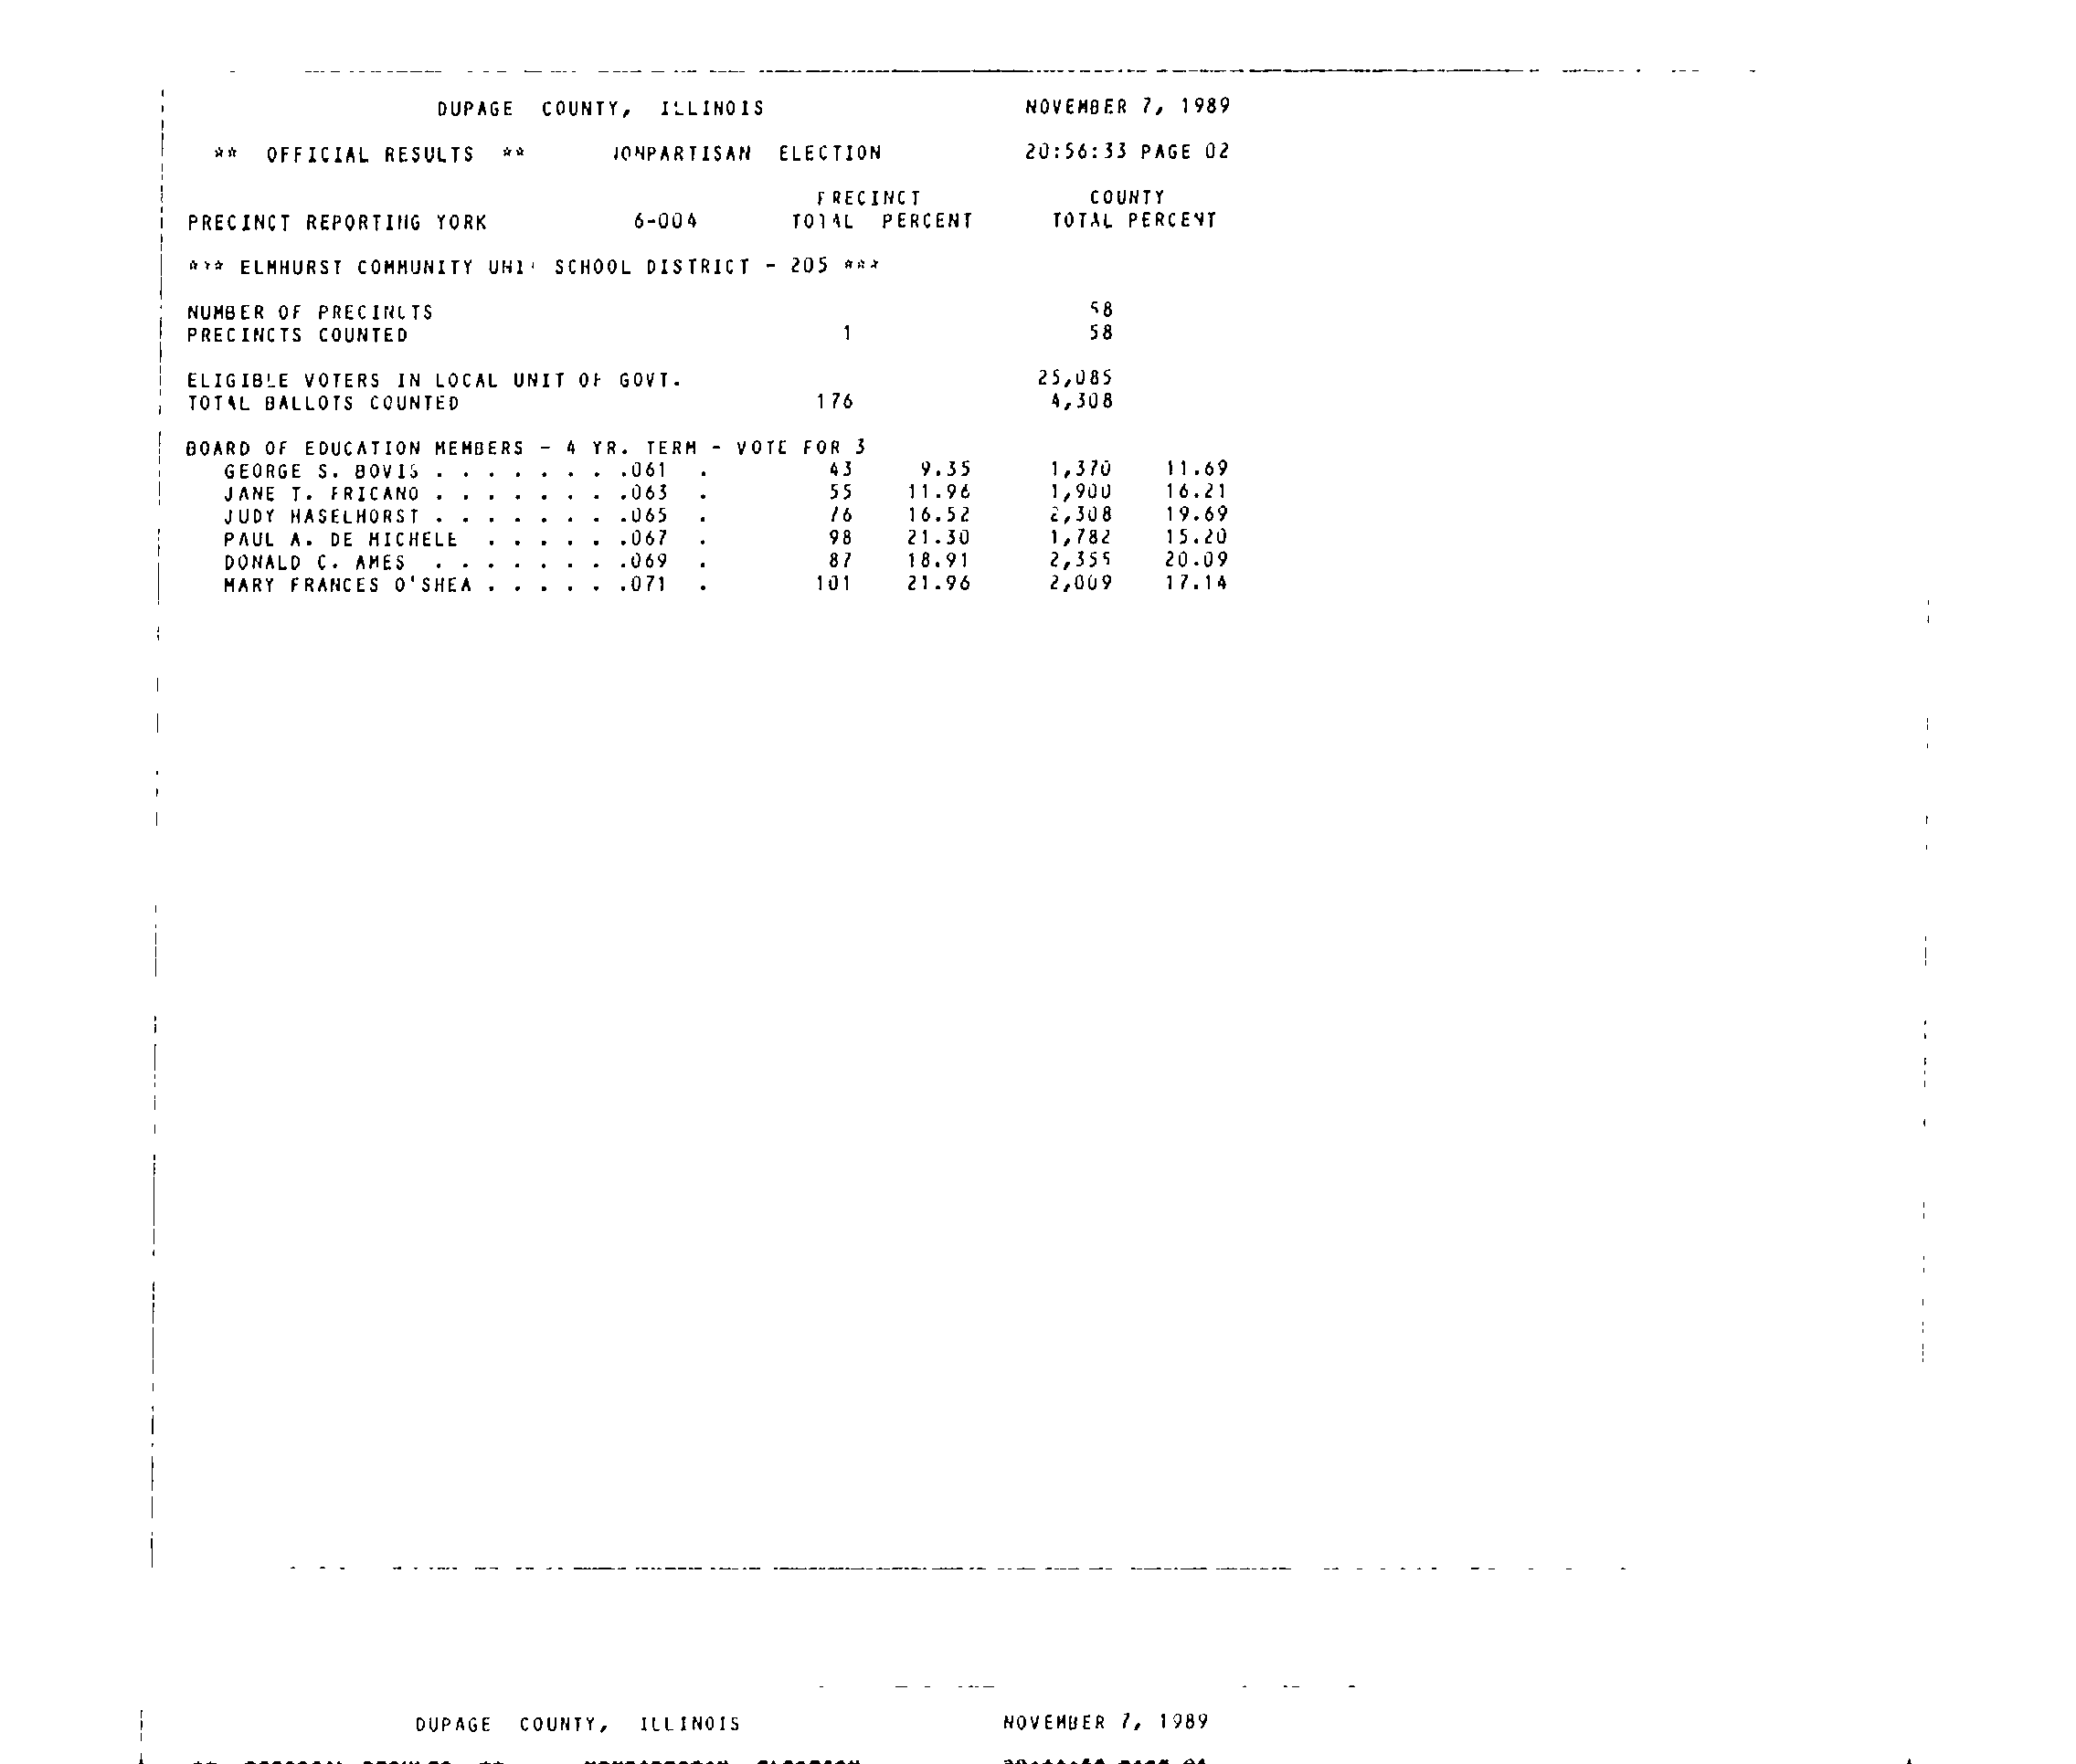 DUPAGE COUNTY, ILLINOIS NOVEMBER 7, 1989
** OFFICIAL RESULTS ** NONPARTISAN ELECTION 20:56:33 PAGE 02
PRECINCT COUNTY
PRECINCT REPORTING YORK 6-004 TOTAL PERCENT TOTAL PERCENT
*** ELMHURST COMMUNITY UNIT SCHOOL DISTRICT - 205 ***
NUMBER OF PRECINCTS 58
PRECINCTS COUNTED 1 58
ELIGIBLE VOTERS IN LOCAL UNIT OF GOVT. 25,085
TOTAL BALLOTS COUNTED 176 4,308
BOARD OF EDUCATION MEMBERS - 4 YR. TERM - VOTE FOR 3
GEORGE S. BOVIS . . . . . . . .061 . 43 9.35 1,370 11.69
JANE T. FRICANO . . . . . . . .063 . 55 11.96 1,900 16.21
JUDY HASELHORST . . . . . . . .065 . 76 16.52 2,308 19.69
PAUL A. DE MICHELE . . . . . .067 . 98 21.30 1,782 15.20
DONALD C. AMES . . . . . . . .069 . 87 18.91 2,355 20.09
MARY FRANCES O'SHEA . . . . . .071 . 101 21.96 2,009 17.14
DUPAGE COUNTY, ILLINOIS NOVEMBER 7, 1989